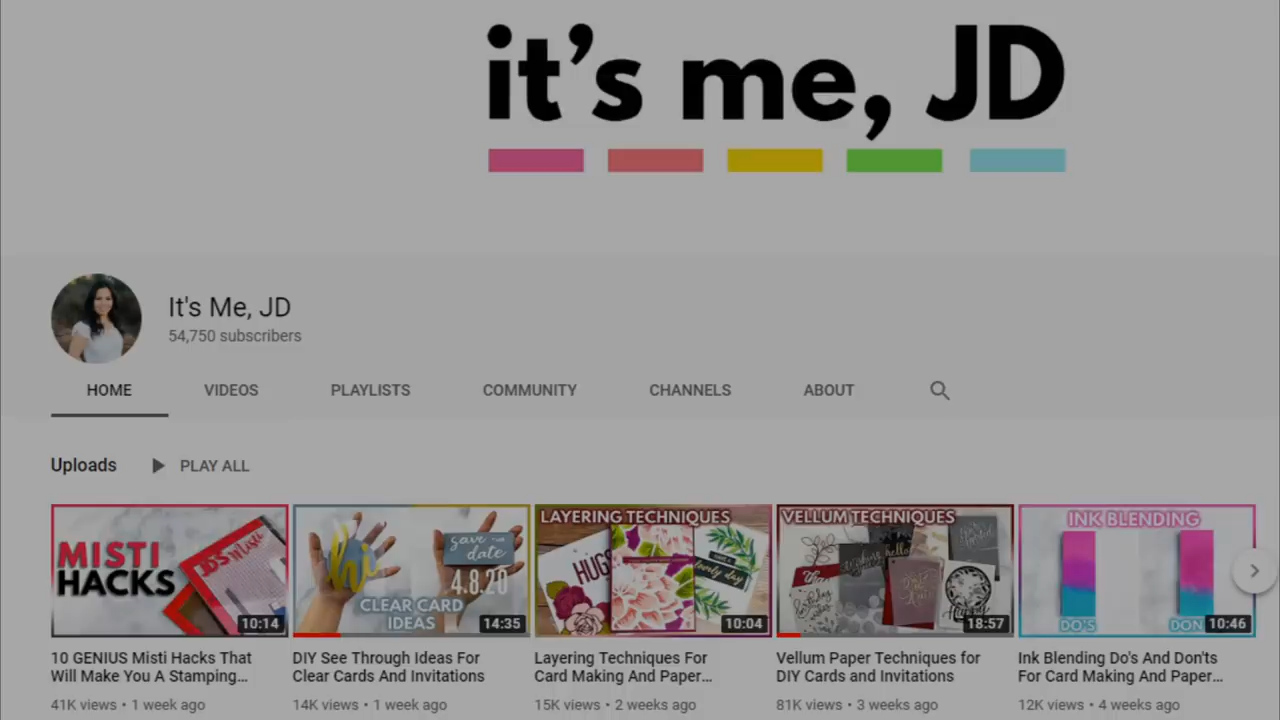 it's me, JD
It's Me, JD
54,750 subscribers
HOME VIDEOS PLAYLISTS COMMUNITY CHANNELS ABOUT
Uploads PLAY ALL
MISTI
HACKS
10:14
hi
save the
date
4.8.20
CLEAR CARD
IDEAS
14:35
LAYERING TECHNIQUES
HUGS
lovely day
10:04
VELLUM TECHNIQUES
hello
18:57
INK BLENDING
DO'S
DON
10:46
10 GENIUS Misti Hacks That
Will Make You A Stamping...
41K views • 1 week ago
DIY See Through Ideas For
Clear Cards And Invitations
14K views • 1 week ago
Layering Techniques For
Card Making And Paper...
15K views • 2 weeks ago
Vellum Paper Techniques for
DIY Cards and Invitations
81K views • 3 weeks ago
Ink Blending Do's And Don'ts
For Card Making And Paper...
12K views • 4 weeks ago